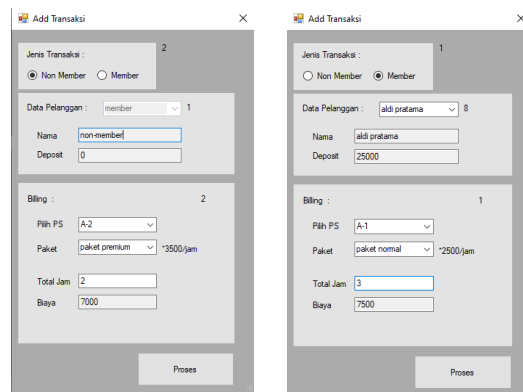 Add Transaksi
Jenis Transaksi :
2
Non Member Member
Data Pelanggan : member 1
Nama non-member
Deposit 0
Billing : 2
Pilih PS A-2
Paket paket premium *3500/jam
Total Jam 2
Biaya 7000
Proses
Add Transaksi
Jenis Transaksi :
1
Non Member Member
Data Pelanggan : aldi pratama 8
Nama aldi pratama
Deposit 25000
Billing : 1
Pilih PS A-1
Paket paket normal *2500/jam
Total Jam 3
Biaya 7500
Proses